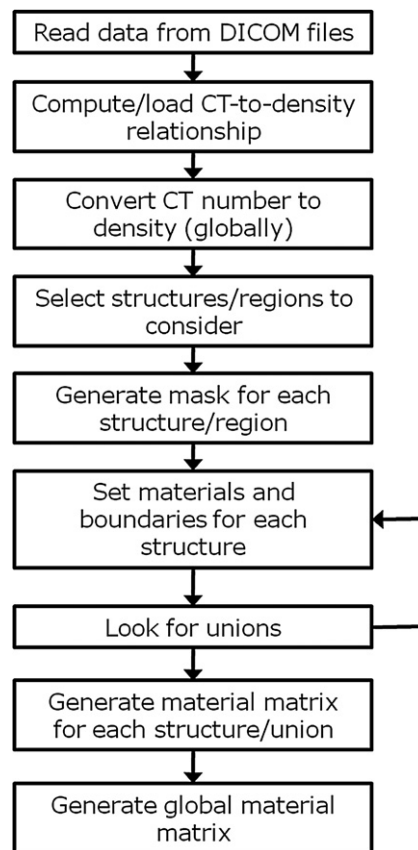 Read data from DICOM files
Compute/load CT-to-density
relationship
Convert CT number to
density (globally)
Select structures/regions to
consider
Generate mask for each
structure/region
Set materials and
boundaries for each
structure
Look for unions
Generate material matrix
for each structure/union
Generate global material
matrix